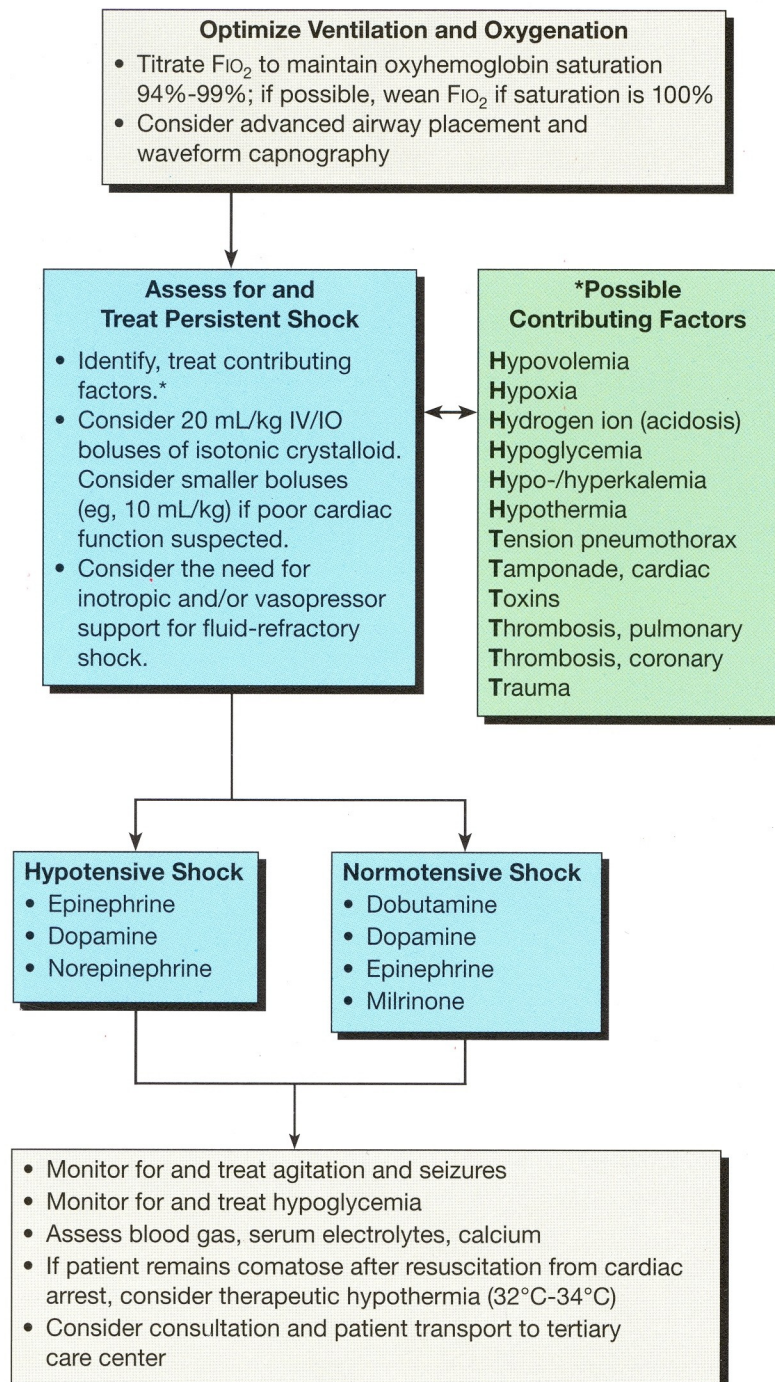 Optimize Ventilation and Oxygenation
• Titrate FIO₂ to maintain oxyhemoglobin saturation
94%-99%; if possible, wean FIO₂ if saturation is 100%
• Consider advanced airway placement and
waveform capnography
Assess for and
Treat Persistent Shock
• Identify, treat contributing
factors.*
• Consider 20 mL/kg IV/IO
boluses of isotonic crystalloid.
Consider smaller boluses
(eg, 10 mL/kg) if poor cardiac
function suspected.
• Consider the need for
inotropic and/or vasopressor
support for fluid-refractory
shock.
*Possible
Contributing Factors
Hypovolemia
Hypoxia
Hydrogen ion (acidosis)
Hypoglycemia
Hypo-/hyperkalemia
Hypothermia
Tension pneumothorax
Tamponade, cardiac
Toxins
Thrombosis, pulmonary
Thrombosis, coronary
Trauma
Hypotensive Shock
• Epinephrine
• Dopamine
• Norepinephrine
Normotensive Shock
• Dobutamine
• Dopamine
• Epinephrine
• Milrinone
• Monitor for and treat agitation and seizures
• Monitor for and treat hypoglycemia
• Assess blood gas, serum electrolytes, calcium
• If patient remains comatose after resuscitation from cardiac
arrest, consider therapeutic hypothermia (32°C-34°C)
• Consider consultation and patient transport to tertiary
care center